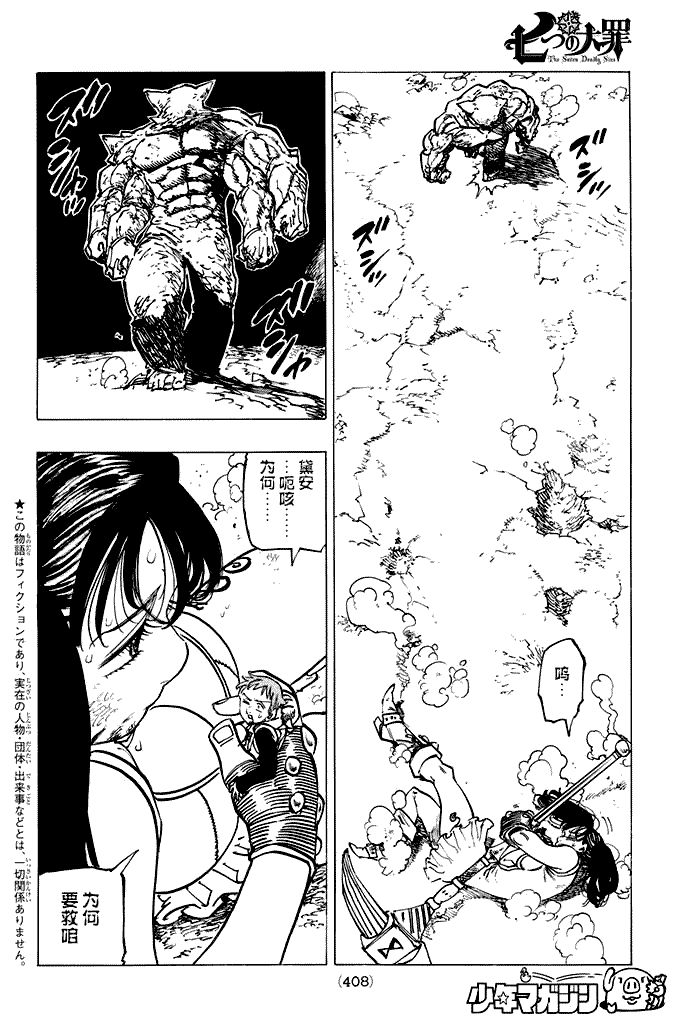 七つの大罪
The Seven Deadly Sins
ズズ
シャッ
ズズッ
ズズッ
ズズ
シャ
呜…
黛安
…呃咳……
为何……
为何
要救咱
★この物語はフィクションであり、実在の人物・団体・出来事などとは、一切関係ありません。
(408)
少年マガジン